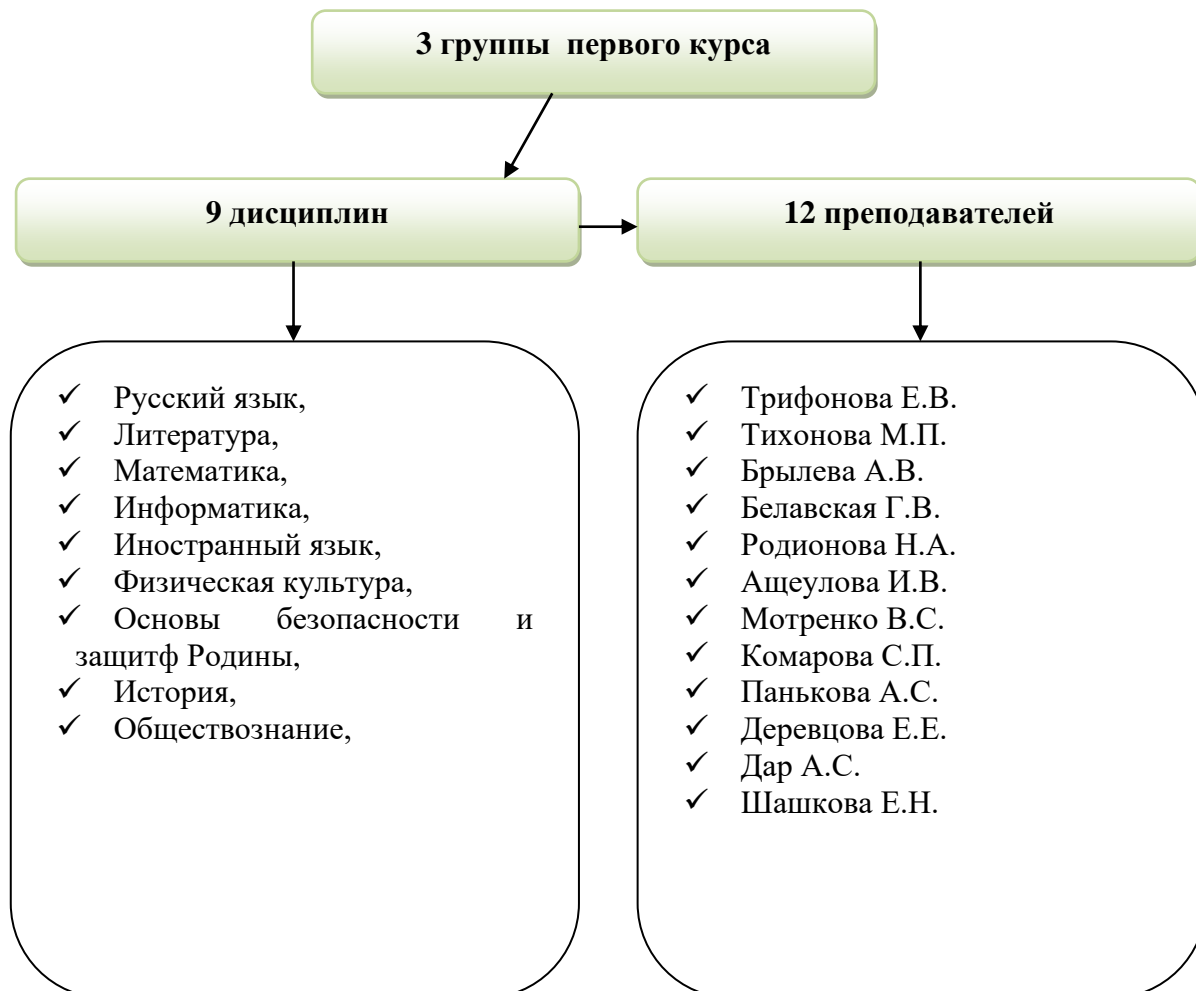 3 группы первого курса
9 дисциплин
12 преподавателей
✓ Русский язык,
✓ Литература,
✓ Математика,
✓ Информатика,
✓ Иностранный язык,
✓ Физическая культура,
✓ Основы безопасности и
защитф Родины,
✓ История,
✓ Обществознание,
✓ Трифонова Е.В.
✓ Тихонова М.П.
✓ Брылева А.В.
✓ Белавская Г.В.
✓ Родионова Н.А.
✓ Ащеулова И.В.
✓ Мотренко В.С.
✓ Комарова С.П.
✓ Панькова А.С.
✓ Деревцова Е.Е.
✓ Дар А.С.
✓ Шашкова Е.Н.